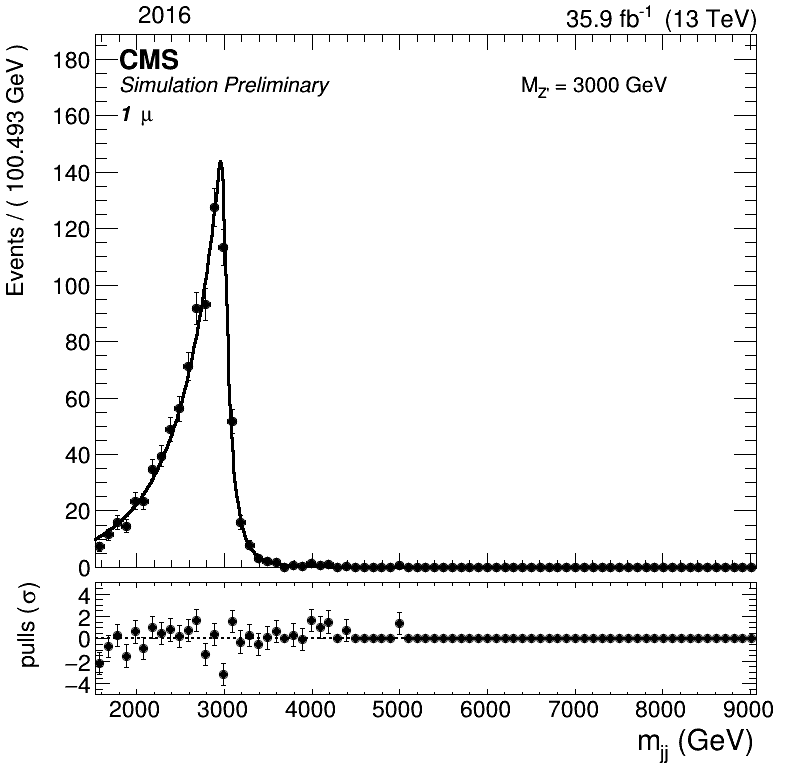 2016 35.9 fb⁻¹ (13 TeV)
CMS
Simulation Preliminary
M_Z' = 3000 GeV
1 μ
Events / ( 100.493 GeV )
180
160
140
120
100
80
60
40
20
0
pulls (σ)
4
2
0
−2
−4
2000 3000 4000 5000 6000 7000 8000 9000
m_jj (GeV)